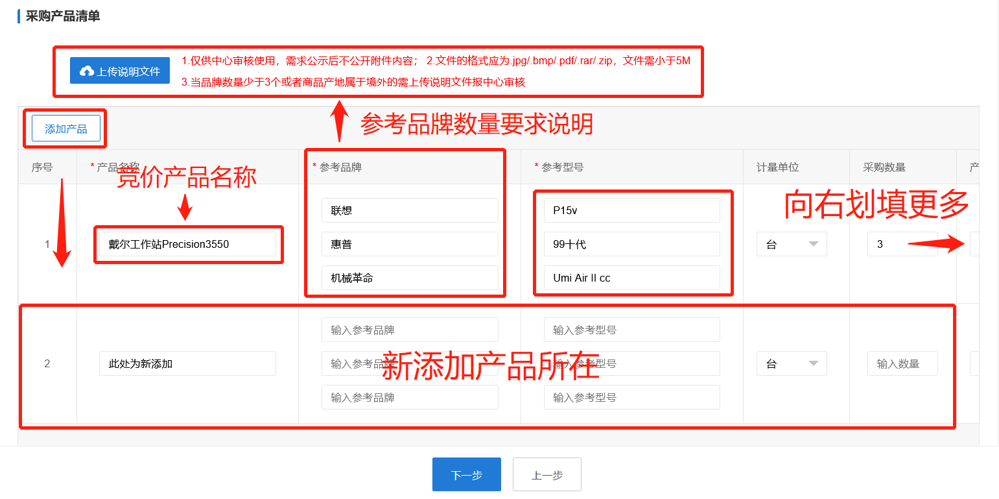 采购产品清单
上传说明文件
1.仅供中心审核使用，需求公示后不公开附件内容； 2.文件的格式应为.jpg/.bmp/.pdf/.rar/.zip，文件需小于5M
3.当品牌数量少于3个或者商品产地属于境外的需上传说明文件报中心审核
添加产品
参考品牌数量要求说明
序号
* 产品名称
* 参考品牌
* 参考型号
计量单位
采购数量
产
竞价产品名称
向右划填更多
1
戴尔工作站Precision3550
联想
惠普
机械革命
P15v
99十代
Umi Air II cc
台
3
2
此处为新添加
输入参考品牌
输入参考品牌
输入参考品牌
输入参考型号
输入参考型号
输入参考型号
台
输入数量
新添加产品所在
下一步
上一步